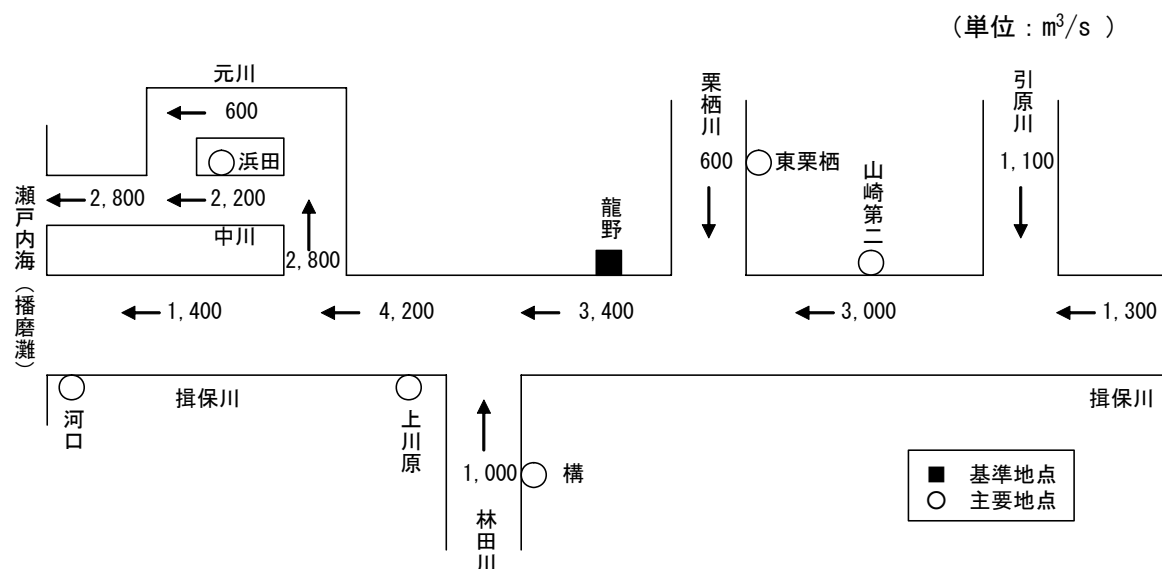 （単位：m³/s ）
元川
600
浜田
2,800
2,200
中川
2,800
瀬戸内海（播磨灘）
1,400
4,200
龍野
3,400
栗栖川
600
東栗栖
山崎第二
3,000
引原川
1,100
1,300
河口
揖保川
上川原
1,000
構
林田川
揖保川
基準地点
主要地点